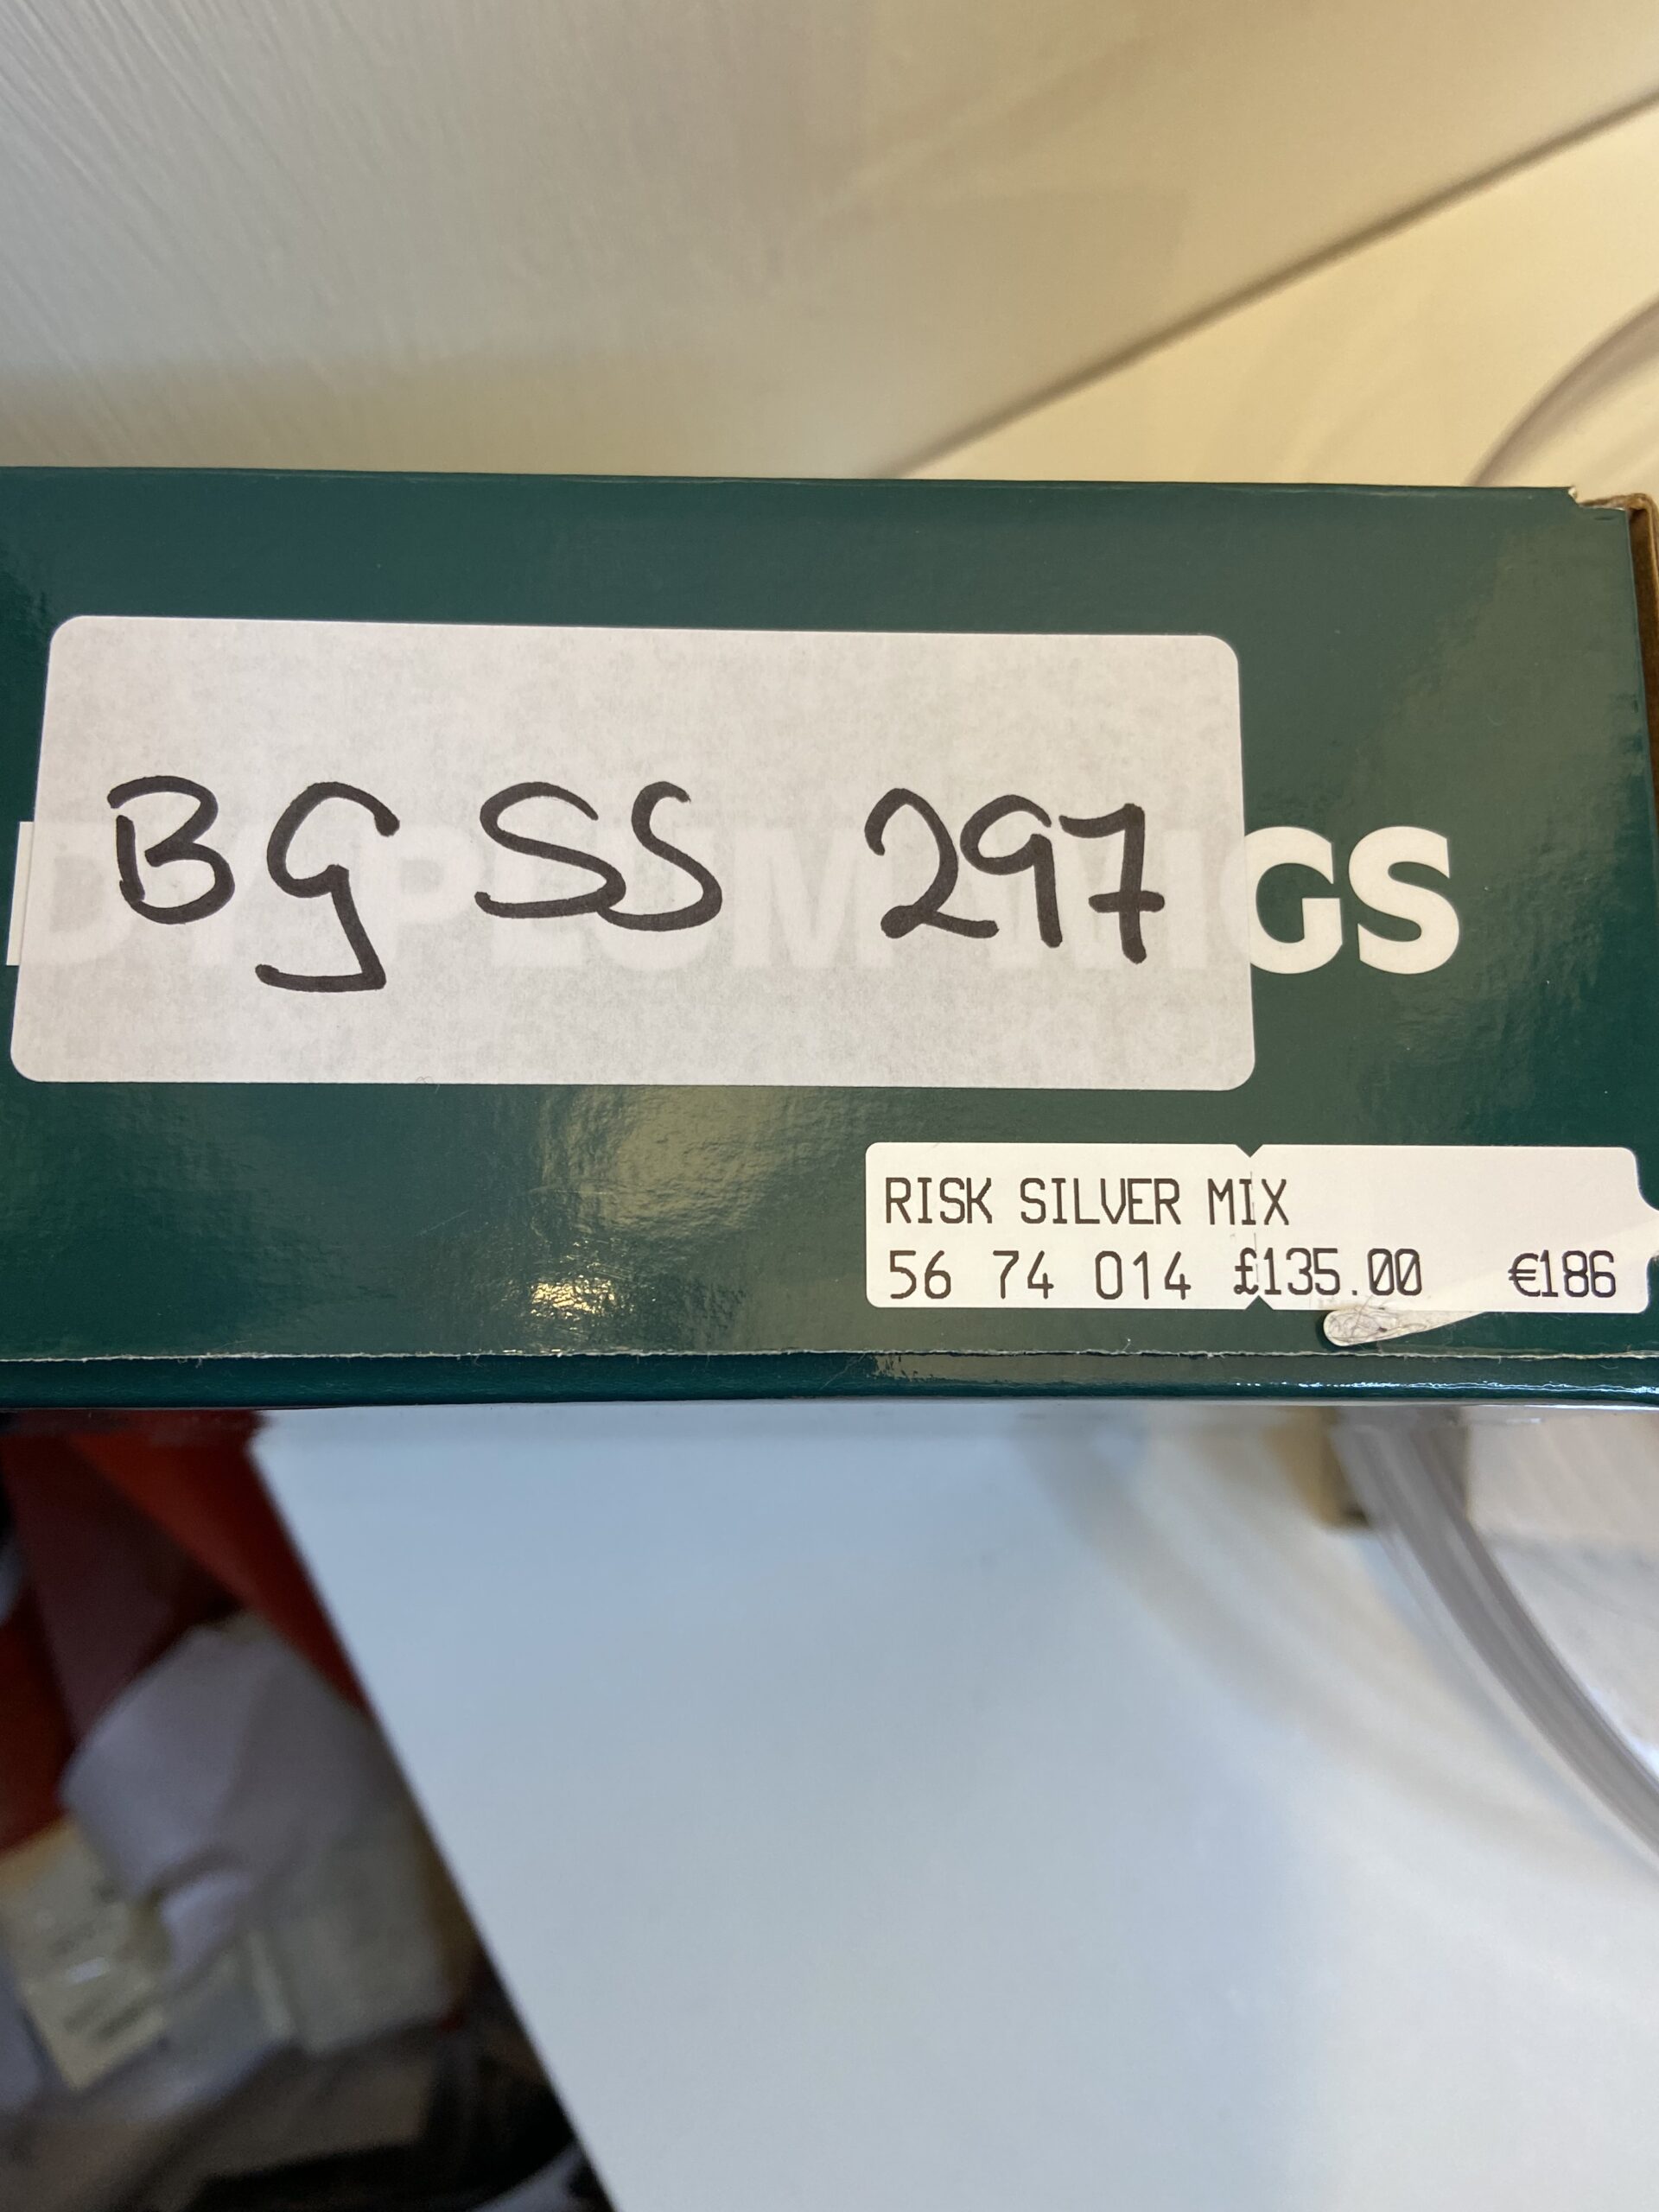 BG SS 297
GS
RISK SILVER MIX
56 74 014 £135.00 €186